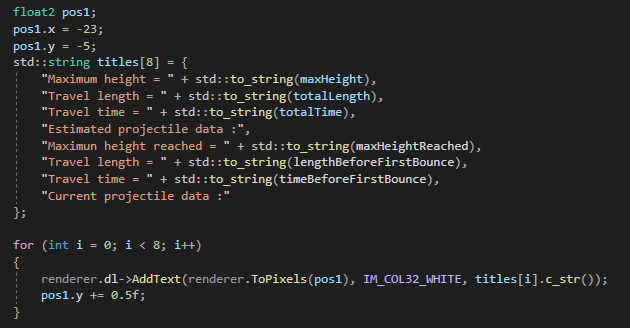 float2 pos1;
pos1.x = -23;
pos1.y = -5;
std::string titles[8] = {
    "Maximum height = " + std::to_string(maxHeight),
    "Travel length = " + std::to_string(totalLength),
    "Travel time = " + std::to_string(totalTime),
    "Estimated projectile data :",
    "Maximun height reached = " + std::to_string(maxHeightReached),
    "Travel length = " + std::to_string(lengthBeforeFirstBounce),
    "Travel time = " + std::to_string(timeBeforeFirstBounce),
    "Current projectile data :"
};
for (int i = 0; i < 8; i++)
{
    renderer.dl->AddText(renderer.ToPixels(pos1), IM_COL32_WHITE, titles[i].c_str());
    pos1.y += 0.5f;
}